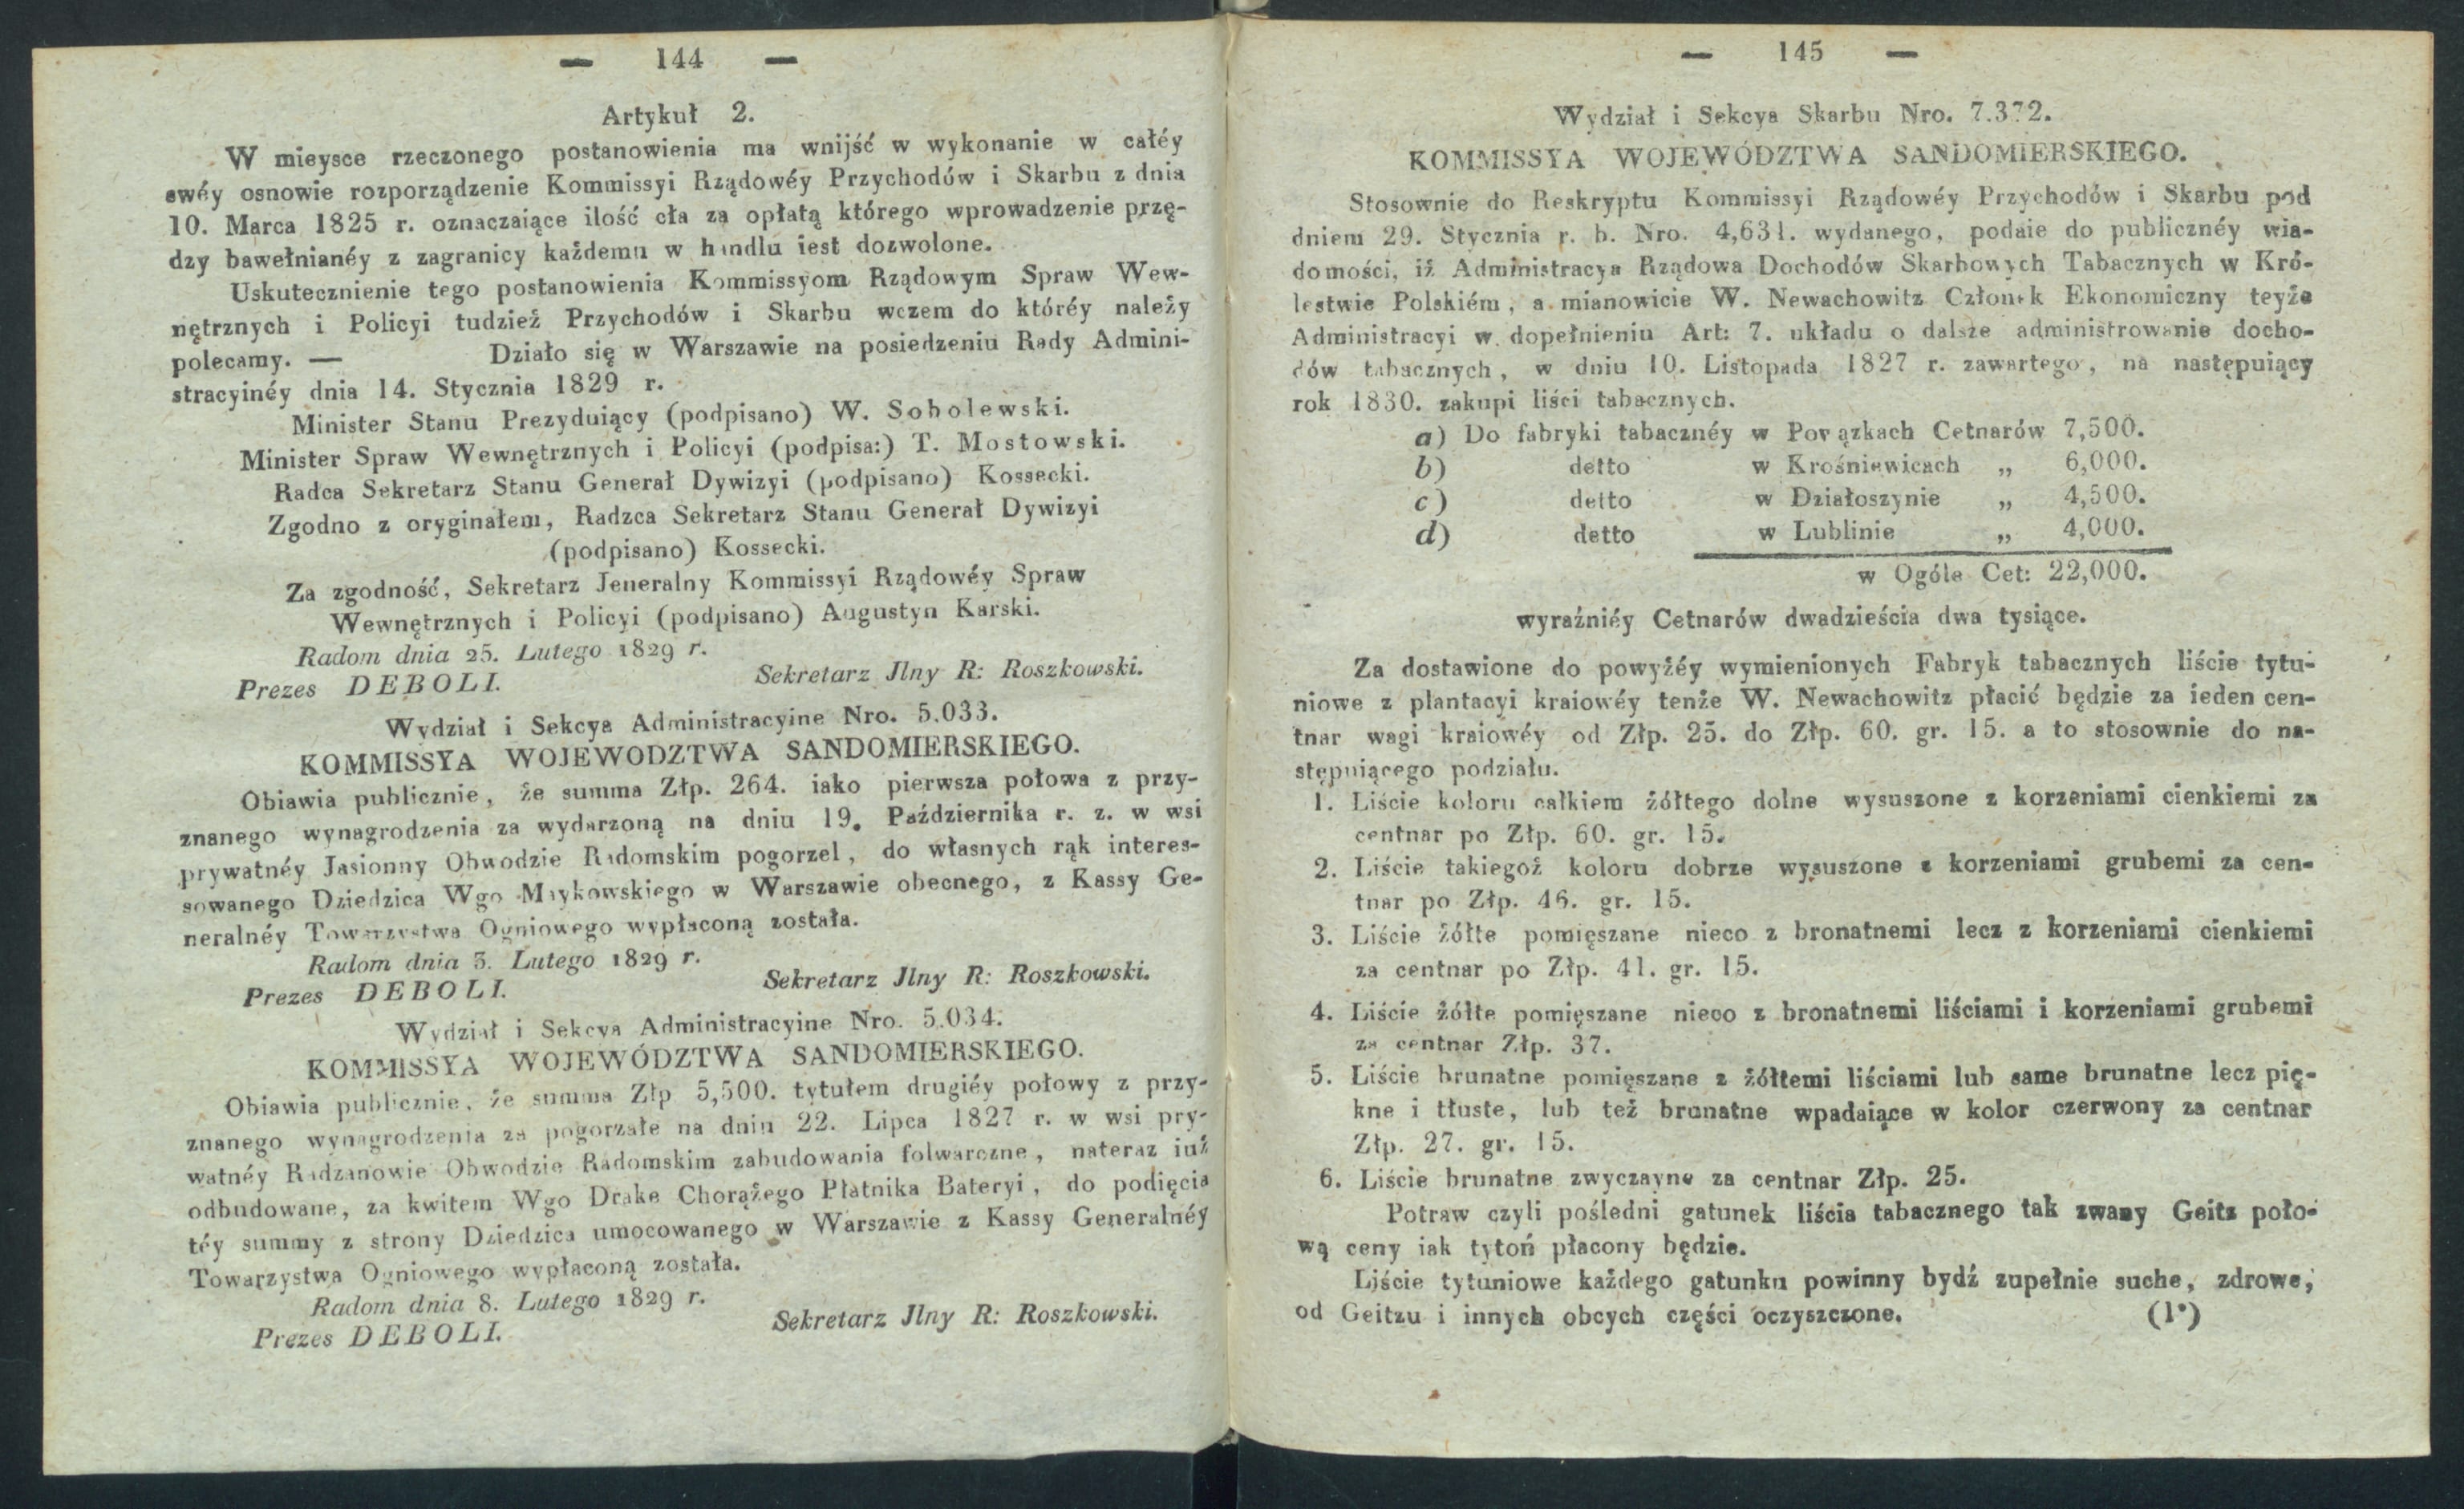 — 144 —
Artykuł 2.
W mieysce rzeczonego postanowienia ma wnijść w wykonanie w całéy
swéy osnowie rozporządzenie Kommissyi Rządowéy Przychodów i Skarbu z dnia
10. Marca 1825 r. oznaczaiące ilość cła za opłatą którego wprowadzenie przę-
dzy bawełnianéy z zagranicy każdemu w handlu iest dozwolone.
Uskutecznienie tego postanowienia Kommissyom Rządowym Spraw Wew-
nętrznych i Policyi tudzież Przychodów i Skarbu wczem do któréy należy
polecamy. — Działo się w Warszawie na posiedzeniu Rady Admini-
stracyinéy dnia 14. Stycznia 1829 r.
Minister Stanu Prezyduiący (podpisano) W. Sobolewski.
Minister Spraw Wewnętrznych i Policyi (podpisa:) T. Mostowski.
Radca Sekretarz Stanu Generał Dywizyi (podpisano) Kossecki.
Zgodno z oryginałem, Radzca Sekretarz Stanu Generał Dywizyi
(podpisano) Kossecki.
Za zgodność, Sekretarz Jeneralny Kommissyi Rządowéy Spraw
Wewnętrznych i Policyi (podpisano) Augustyn Karski.
Radom dnia 25. Lutego 1829 r.
Prezes DEBOLI. Sekretarz Jlny R: Roszkowski.
Wydział i Sekcya Administracyine Nro. 5.033.
KOMMISSYA WOJEWODZTWA SANDOMIERSKIEGO.
Obiawia publicznie, że summa Złp. 264. iako pierwsza połowa z przy-
znanego wynagrodzenia za wydarzoną na dniu 19. Października r. z. w wsi
prywatnéy Jasionny Obwodzie Radomskim pogorzel, do własnych rąk interes-
sowanego Dziedzica Wgo Maykowskiego w Warszawie obecnego, z Kassy Ge-
neralnéy Towarzystwa Ogniowego wypłaconą została.
Radom dnia 3. Lutego 1829 r.
Prezes DEBOLI. Sekretarz Jlny R: Roszkowski.
Wydział i Sekcya Administracyine Nro. 5.034.
KOMMISSYA WOJEWÓDZTWA SANDOMIERSKIEGO.
Obiawia publicznie, że summa Złp 5,500. tytułem drugiéy połowy z przy-
znanego wynagrodzenia za pogorzałe na dniu 22. Lipca 1827 r. w wsi pry-
watnéy Radzanowie Obwodzie Radomskim zabudowania folwarczne, nateraz iuż
odbudowane, za kwitem Wgo Drake Chorążego Płatnika Bateryi, do podięcia
téy summy z strony Dziedzica umocowanego w Warszawie z Kassy Generalnéy
Towarzystwa Ogniowego wypłaconą została.
Radom dnia 8. Lutego 1829 r.
Prezes DEBOLI. Sekretarz Jlny R: Roszkowski.
— 145 —
Wydział i Sekcya Skarbu Nro. 7.372.
KOMMISSYA WOJEWÓDZTWA SANDOMIERSKIEGO.
Stosownie do Reskryptu Kommissyi Rządowéy Przychodów i Skarbu pod
dniem 29. Stycznia r. b. Nro. 4,631. wydanego, podaie do publicznéy wia-
domości, iż Administracya Rządowa Dochodów Skarbowych Tabacznych w Kró-
lestwie Polskiém, a mianowicie W. Newachowitz Członek Ekonomiczny teyże
Administracyi w dopełnieniu Art: 7. układu o dalsze administrowanie docho-
dów tabacznych, w dniu 10. Listopada 1827 r. zawartego, na następuiący
rok 1830. zakupi liści tabacznych.
a) Do fabryki tabacznéy w Powązkach Cetnarów 7,500.
b) detto w Krośniewicach „ 6,000.
c) detto w Działoszynie „ 4,500.
d) detto w Lublinie „ 4,000.
w Ogóle Cet: 22,000.
wyraźniéy Cetnarów dwadzieścia dwa tysiące.
Za dostawione do powyżéy wymienionych Fabryk tabacznych liście tytu-
niowe z plantacyi kraiowéy tenże W. Newachowitz płacić będzie za ieden cen-
tnar wagi kraiowéy od Złp. 25. do Złp. 60. gr. 15. a to stosownie do na-
stępuiącego podziału.
1. Liście koloru całkiem żółtego dolne wysuszone z korzeniami cienkiemi za
centnar po Złp. 60. gr. 15.
2. Liście takiegoż koloru dobrze wysuszone z korzeniami grubemi za cen-
tnar po Złp. 46. gr. 15.
3. Liście żółte pomięszane nieco z bronatnemi lecz z korzeniami cienkiemi
za centnar po Złp. 41. gr. 15.
4. Liście żółte pomięszane nieco z bronatnemi liściami i korzeniami grubemi
za centnar Złp. 37.
5. Liście brunatne pomięszane z żółtemi liściami lub same brunatne lecz pię-
kne i tłuste, lub też brunatne wpadaiące w kolor czerwony za centnar
Złp. 27. gr. 15.
6. Liście brunatne zwyczayne za centnar Złp. 25.
Potraw czyli pośledni gatunek liścia tabacznego tak zwany Geitz poło-
wą ceny iak tytoń płacony będzie.
Liście tytuniowe każdego gatunku powinny bydź zupełnie suche, zdrowe,
od Geitzu i innych obcych części oczyszczone. (1*)